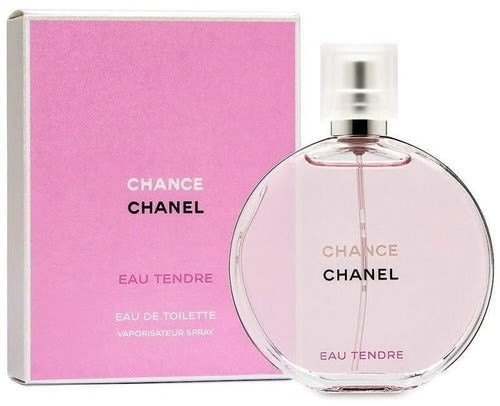 CHANCE
CHANEL
EAU TENDRE
EAU DE TOILETTE
VAPORISATEUR SPRAY
CHANCE
CHANEL
EAU TENDRE